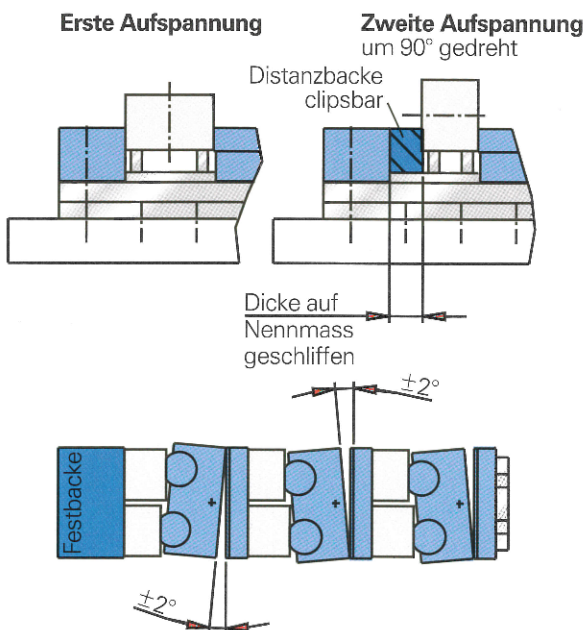 Erste Aufspannung
Zweite Aufspannung
um 90° gedreht
Distanzbacke
clipsbar
Dicke auf
Nennmass
geschliffen
±2°
Festbacke
±2°